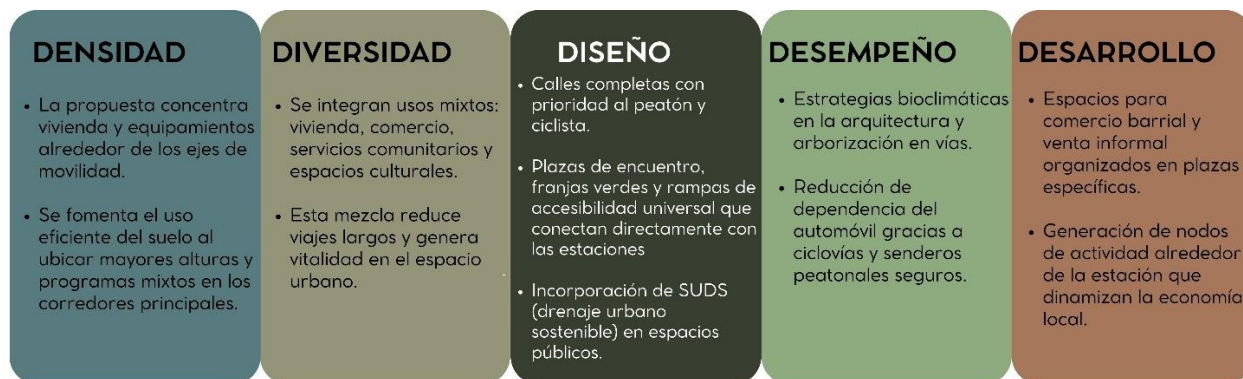 DENSIDAD
• La propuesta concentra
vivienda y equipamientos
alrededor de los ejes de
movilidad.
• Se fomenta el uso
eficiente del suelo al
ubicar mayores alturas y
programas mixtos en los
corredores principales.
DIVERSIDAD
• Se integran usos mixtos:
vivienda, comercio,
servicios comunitarios y
espacios culturales.
• Esta mezcla reduce
viajes largos y genera
vitalidad en el espacio
urbano.
DISEÑO
• Calles completas con
prioridad al peatón y
ciclista.
• Plazas de encuentro,
franjas verdes y rampas de
accesibilidad universal que
conectan directamente con
las estaciones
• Incorporación de SUDS
(drenaje urbano
sostenible) en espacios
públicos.
DESEMPEÑO
• Estrategias bioclimáticas
en la arquitectura y
arborización en vías.
• Reducción de
dependencia del
automóvil gracias a
ciclovías y senderos
peatonales seguros.
DESARROLLO
• Espacios para
comercio barrial y
venta informal
organizados en plazas
específicas.
• Generación de nodos
de actividad alrededor
de la estación que
dinamizan la economía
local.